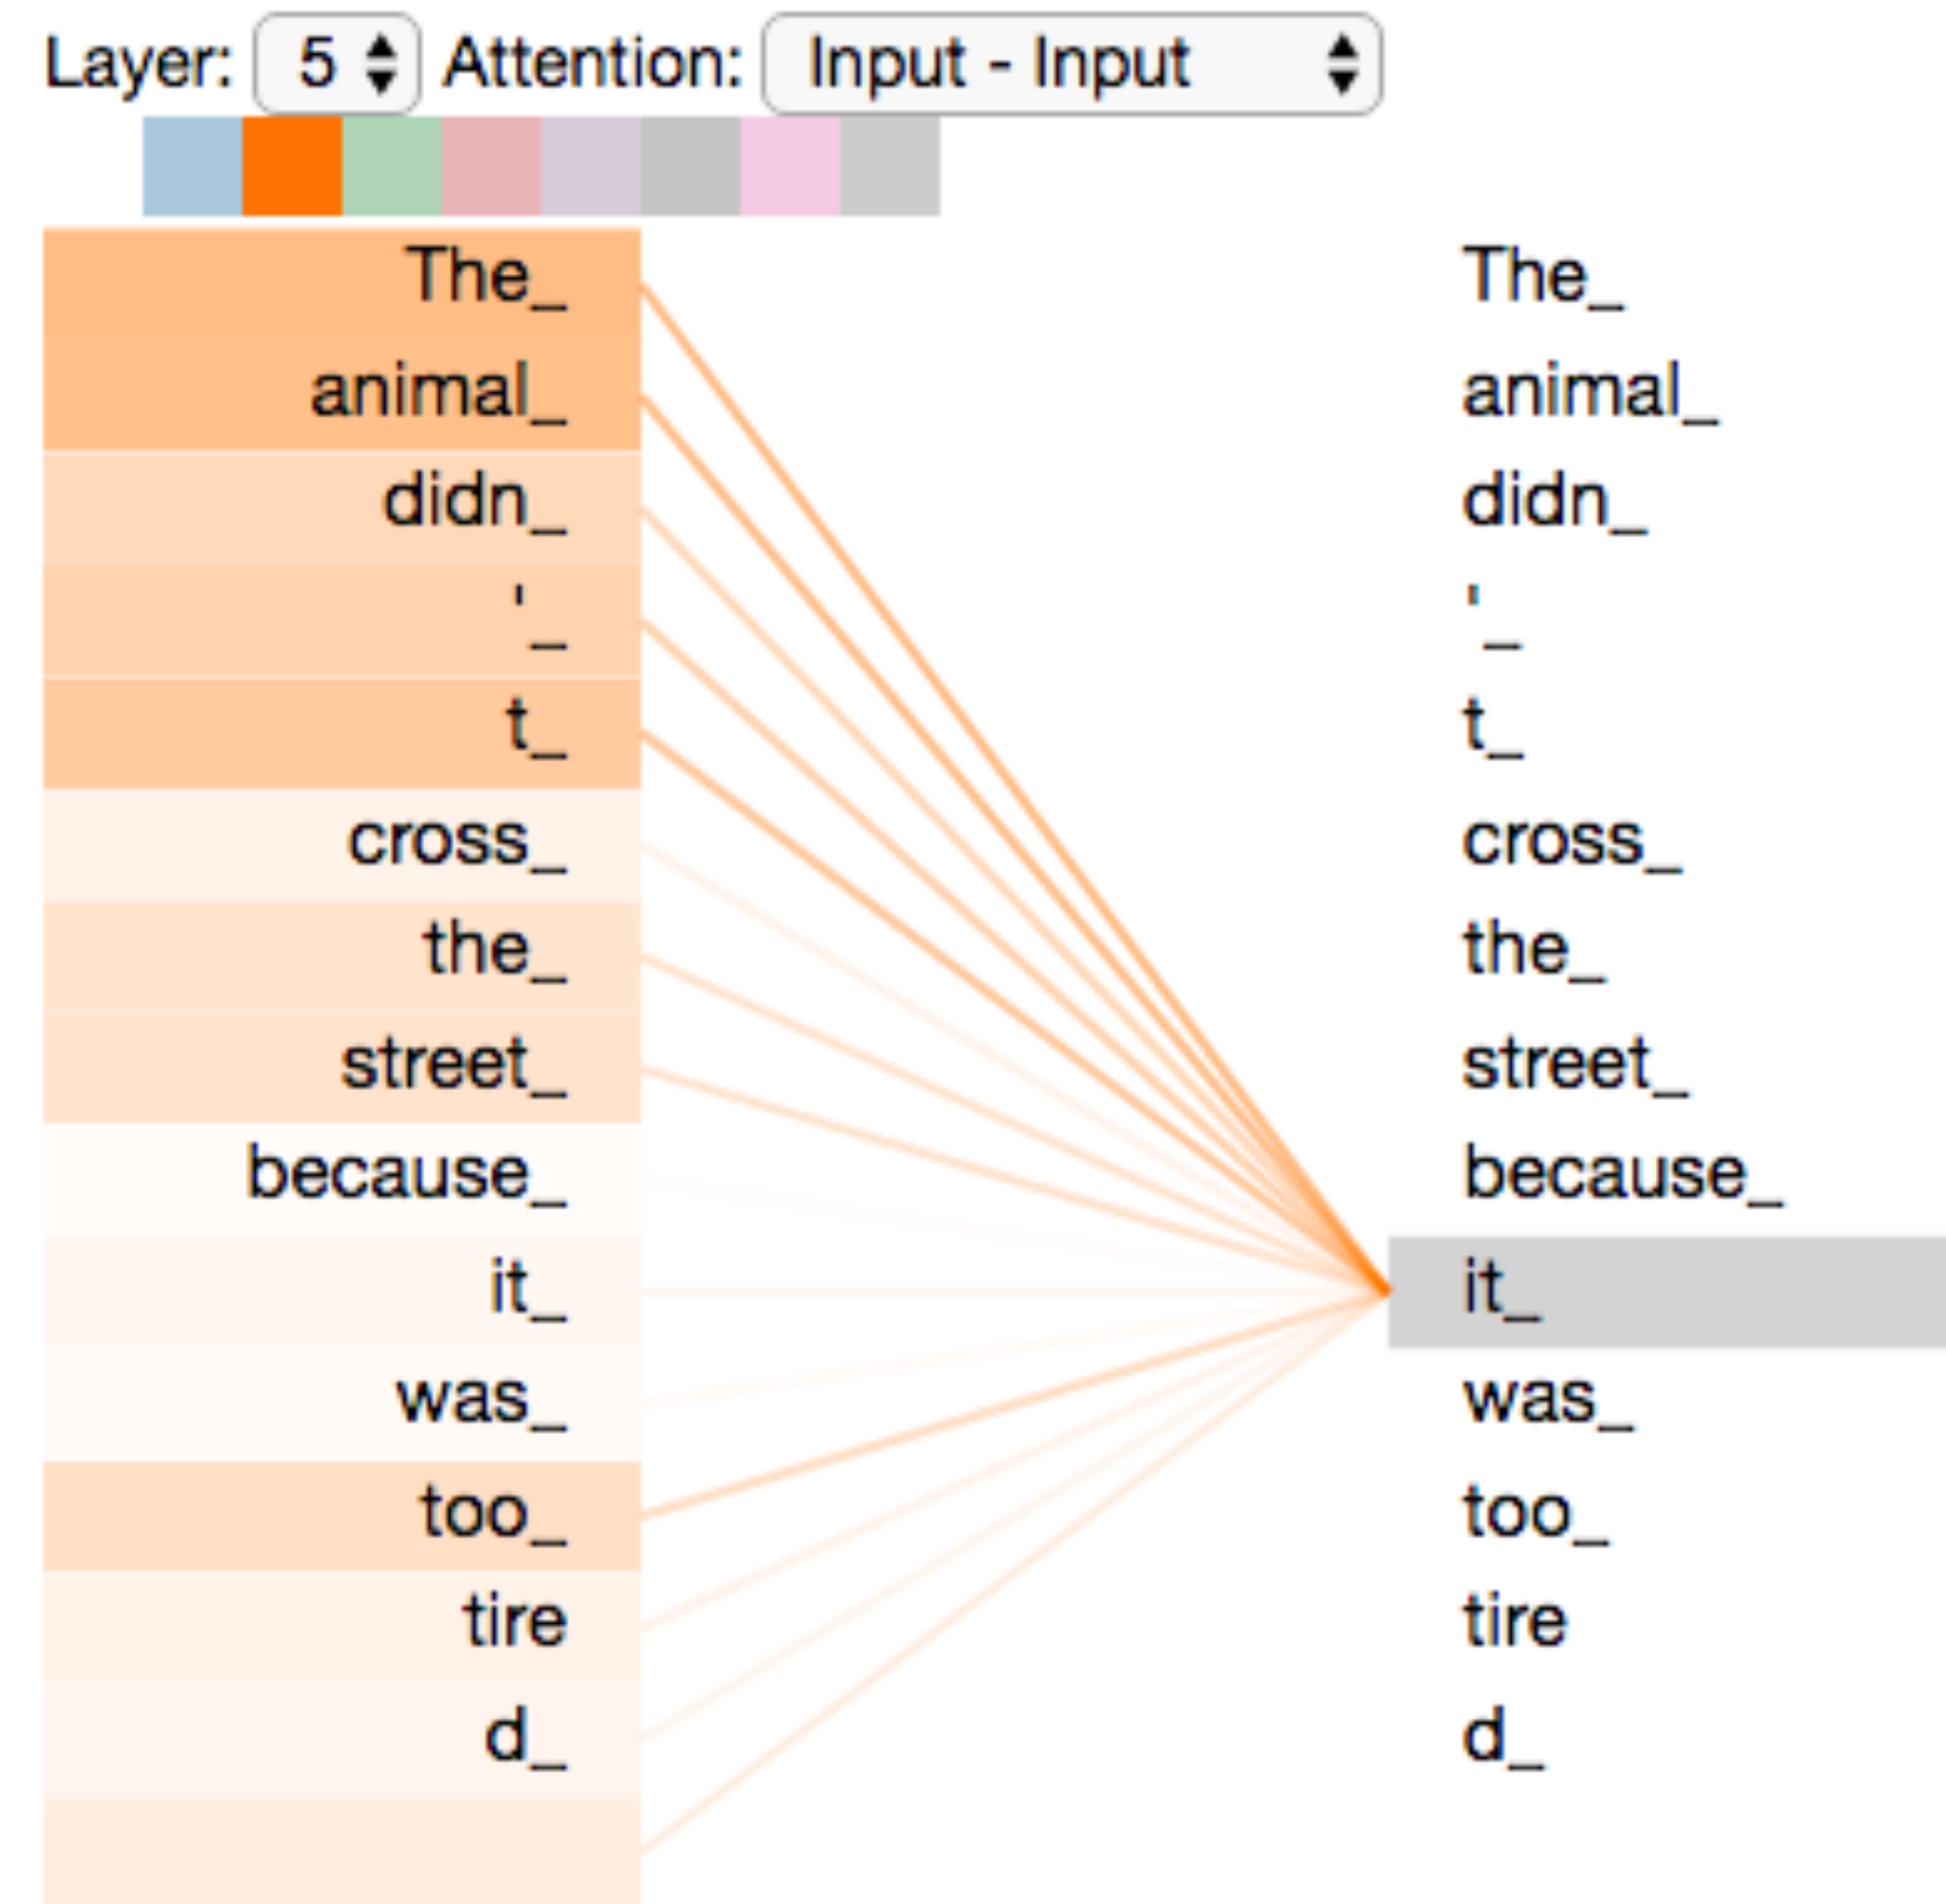 Layer: 5 Attention: Input - Input
The_ The_
animal_ animal_
didn_ didn_
'_ '_
t_ t_
cross_ cross_
the_ the_
street_ street_
because_ because_
it_ it_
was_ was_
too_ too_
tire tire
d_ d_